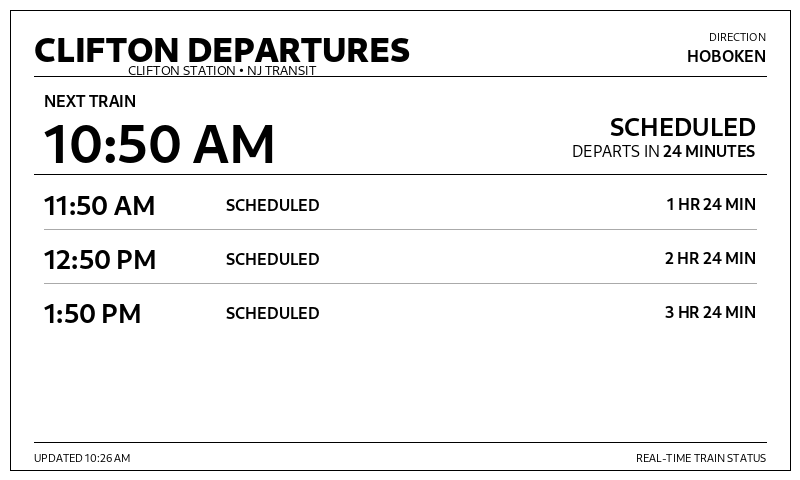 CLIFTON DEPARTURES
CLIFTON STATION • NJ TRANSIT
DIRECTION
HOBOKEN
NEXT TRAIN
10:50 AM
SCHEDULED
DEPARTS IN 24 MINUTES
11:50 AM SCHEDULED 1 HR 24 MIN
12:50 PM SCHEDULED 2 HR 24 MIN
1:50 PM SCHEDULED 3 HR 24 MIN
UPDATED 10:26 AM
REAL-TIME TRAIN STATUS